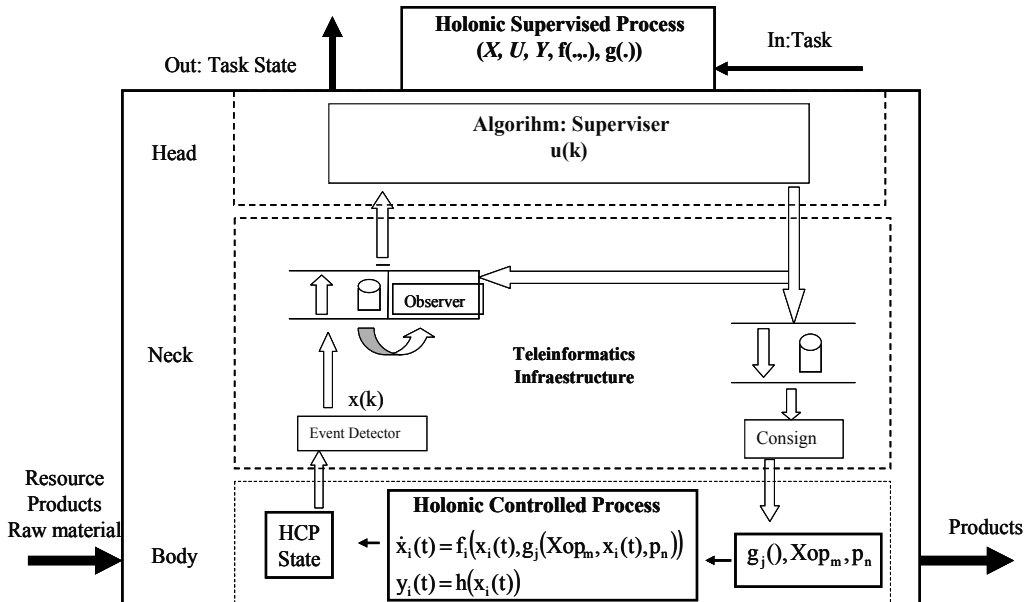 Holonic Supervised Process
(X, U, Y, f(.,.), g(.))
In:Task
Out: Task State
Head
Algorihm: Superviser
u(k)
Observer
Neck
Teleinformatics
Infraestructure
x(k)
Event Detector
Consign
Resource
Products
Raw material
Body
HCP
State
Holonic Controlled Process
ẋᵢ(t) = fᵢ(xᵢ(t), gⱼ(Xopₘ, xᵢ(t), pₙ))
yᵢ(t) = h(xᵢ(t))
gⱼ(), Xopₘ, pₙ
Products